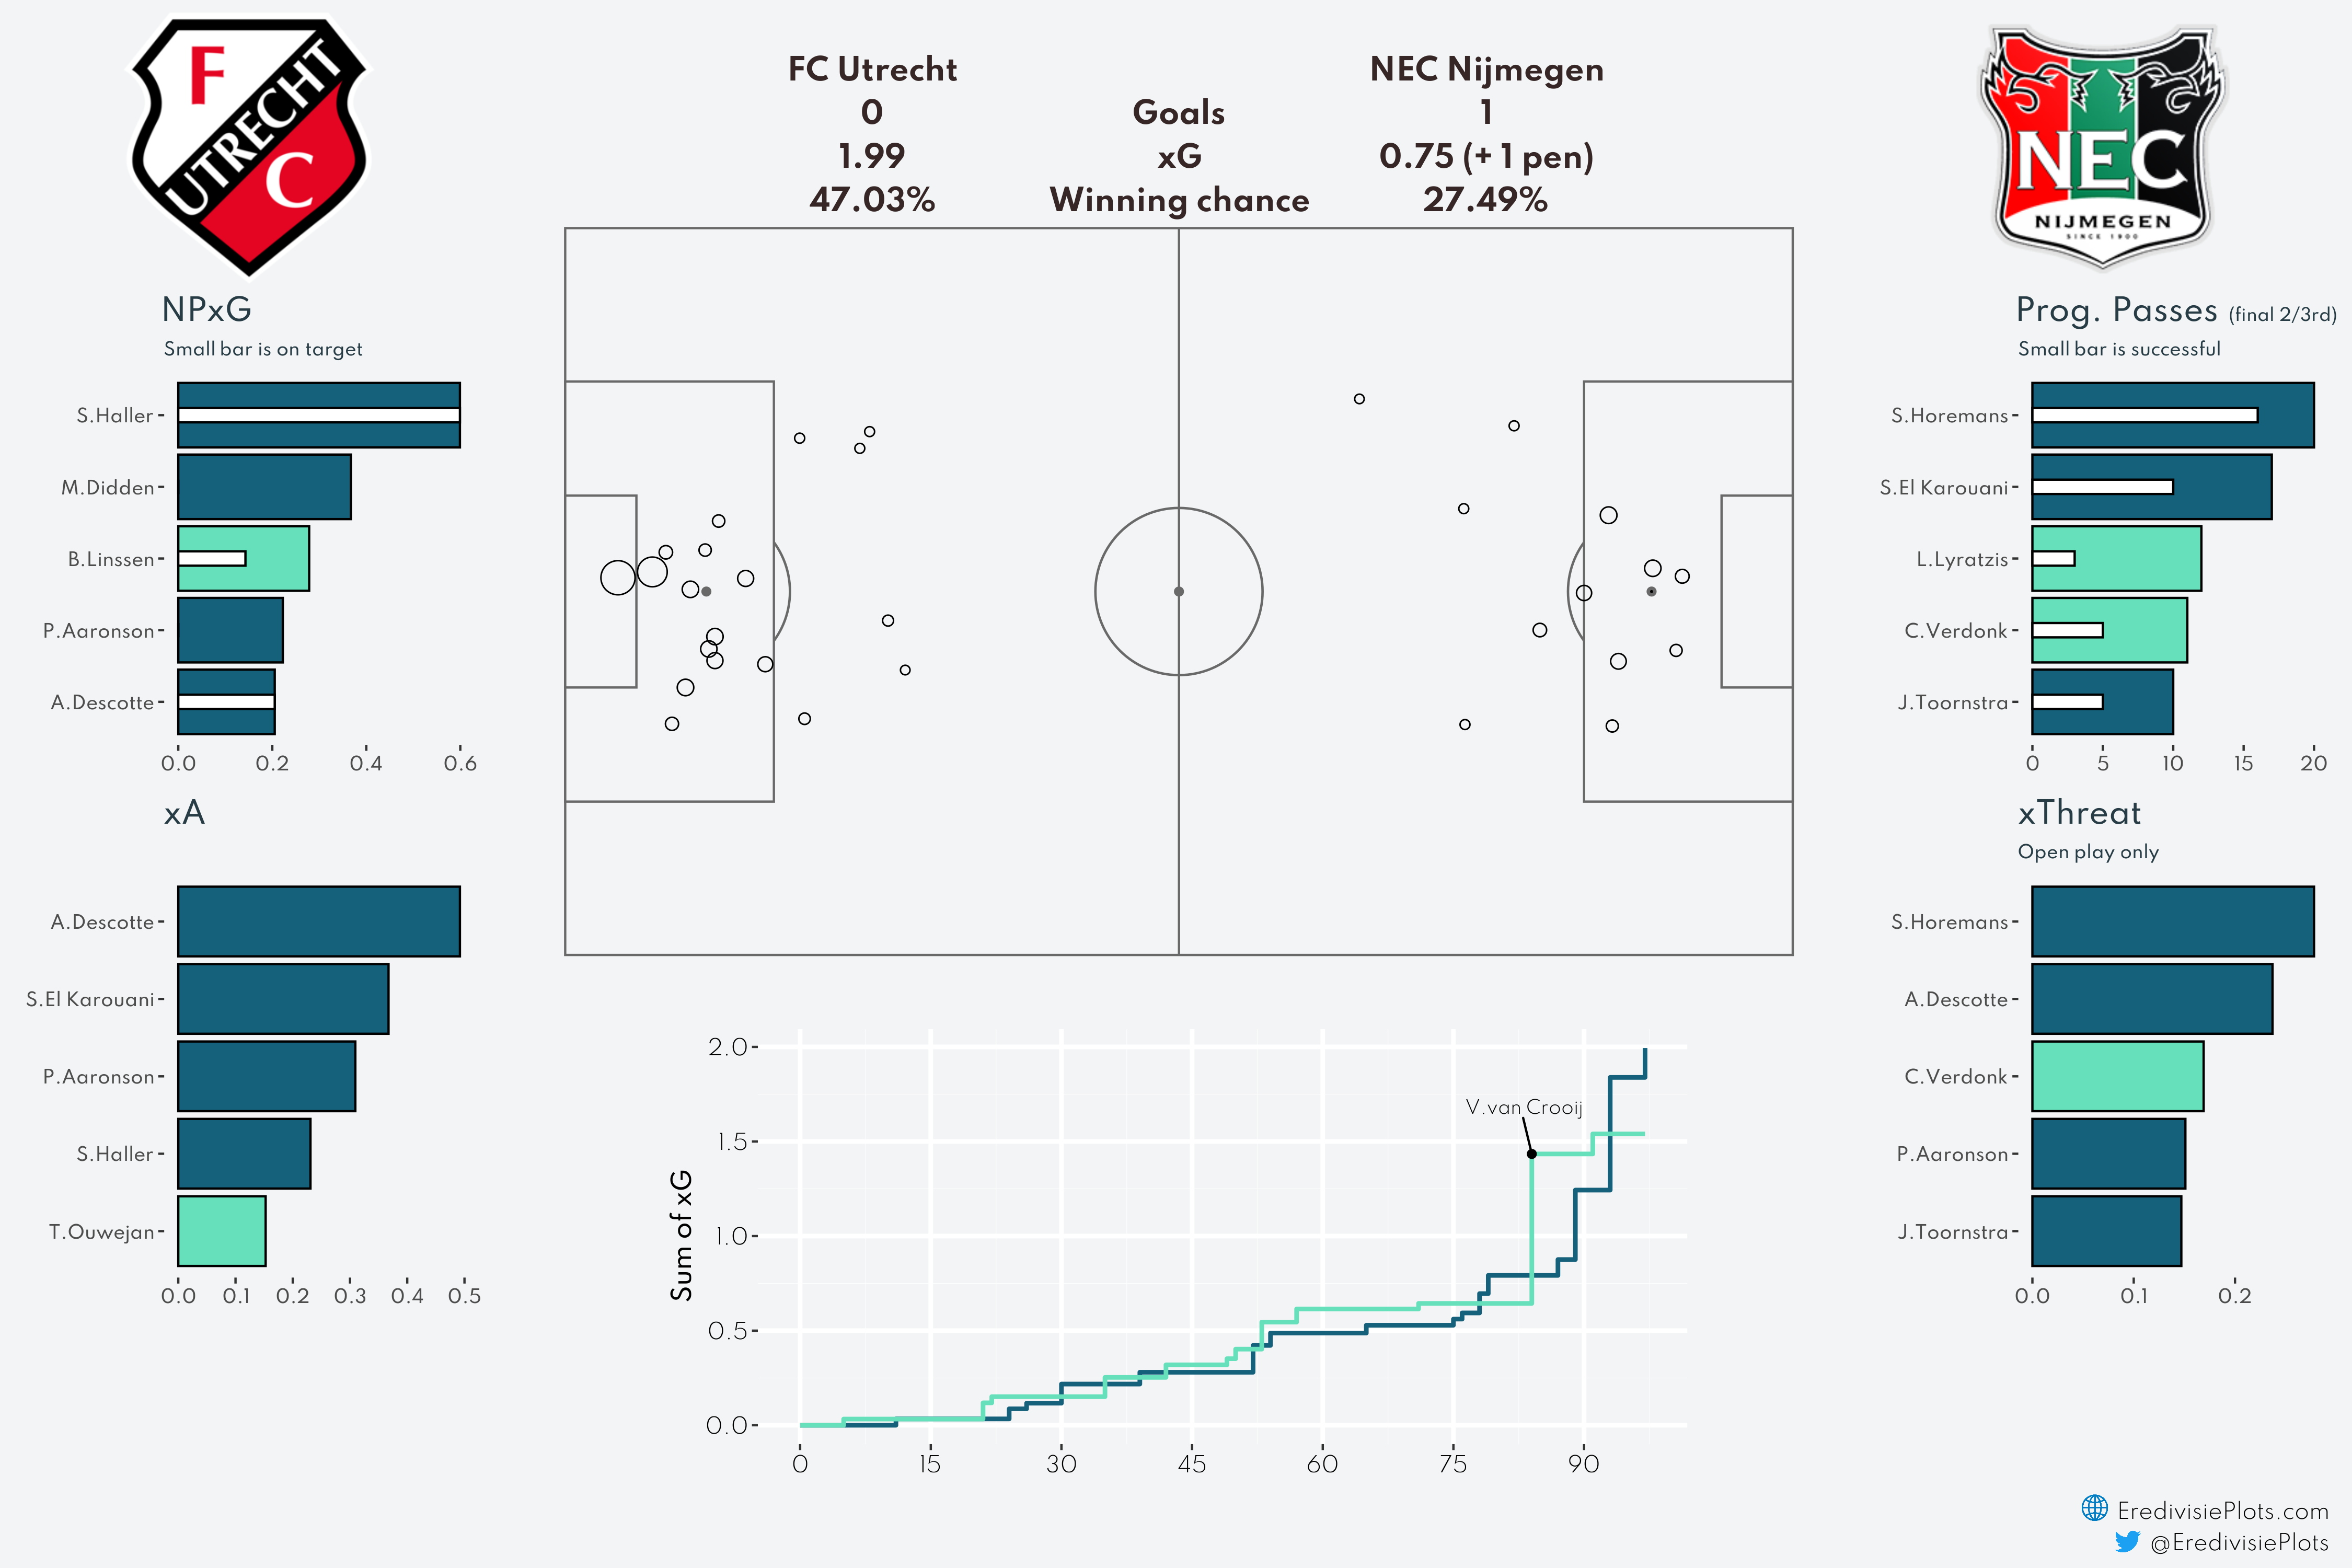 F
UTRECHT
C
FC Utrecht
NEC Nijmegen
0
Goals
1
1.99
xG
0.75 (+ 1 pen)
47.03%
Winning chance
27.49%
NEC
NIJMEGEN
SINCE 1900
NPxG
Small bar is on target
S.Haller
M.Didden
B.Linssen
P.Aaronson
A.Descotte
0.0 0.2 0.4 0.6
xA
A.Descotte
S.El Karouani
P.Aaronson
S.Haller
T.Ouwejan
0.0 0.1 0.2 0.3 0.4 0.5
Sum of xG
2.0
1.5
1.0
0.5
0.0
V.van Crooij
0 15 30 45 60 75 90
Prog. Passes (final 2/3rd)
Small bar is successful
S.Horemans
S.El Karouani
L.Lyratzis
C.Verdonk
J.Toornstra
0 5 10 15 20
xThreat
Open play only
S.Horemans
A.Descotte
C.Verdonk
P.Aaronson
J.Toornstra
0.0 0.1 0.2
EredivisiePlots.com
@EredivisiePlots